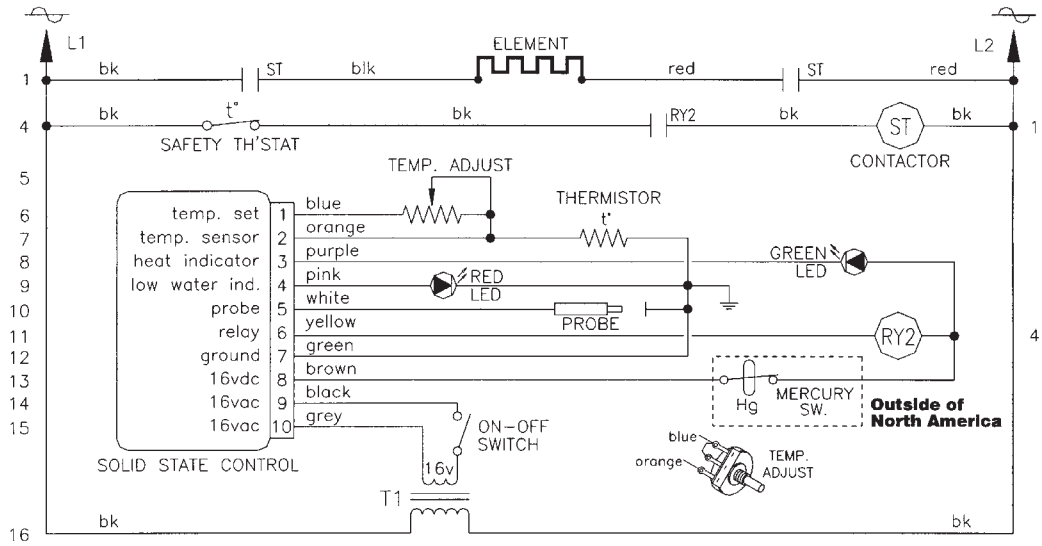 L1 ELEMENT L2
1 bk ST blk red ST red
4 bk t° bk RY2 bk ST bk 1
SAFETY TH'STAT CONTACTOR
5 TEMP. ADJUST
6 temp. set 1 blue THERMISTOR
7 temp. sensor 2 orange t°
8 heat indicator 3 purple GREEN LED
9 low water ind. 4 pink RED LED
10 probe 5 white PROBE
11 relay 6 yellow RY2 4
12 ground 7 green
13 16vdc 8 brown Hg MERCURY SW.
14 16vac 9 black Outside of
15 16vac 10 grey ON-OFF SWITCH North America
SOLID STATE CONTROL 16v blue orange TEMP. ADJUST
T1
16 bk bk